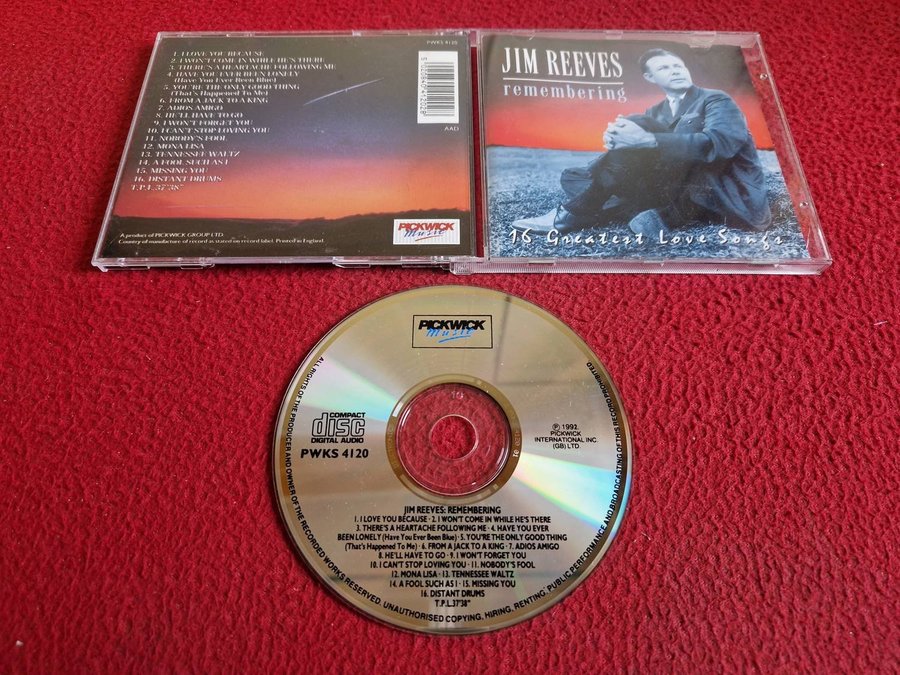 1. I LOVE YOU BECAUSE
2. I WON'T COME IN WHILE HE'S THERE
3. THERE'S A HEARTACHE FOLLOWING ME
4. HAVE YOU EVER BEEN LONELY
(Have You Ever Been Blue)
5. YOU'RE THE ONLY GOOD THING
(That's Happened To Me)
6. FROM A JACK TO A KING
7. ADIOS AMIGO
8. HE'LL HAVE TO GO
9. I WON'T FORGET YOU
10. I CAN'T STOP LOVING YOU
11. NOBODY'S FOOL
12. MONA LISA
13. TENNESSEE WALTZ
14. A FOOL SUCH AS I
15. MISSING YOU
16. DISTANT DRUMS
T.P.L.37'38"
PWKS 4120
5 020840 412028
AAD
A product of PICKWICK GROUP LTD.
Country of manufacture of record as stated on record label. Printed in England.
PICKWICK
Music
JIM REEVES
remembering
16 Greatest Love Songs
PICKWICK
Music
COMPACT
disc
DIGITAL AUDIO
PWKS 4120
℗ 1992
PICKWICK
INTERNATIONAL INC.
(GB) LTD.
JIM REEVES: REMEMBERING
1. I LOVE YOU BECAUSE · 2. I WON'T COME IN WHILE HE'S THERE
3. THERE'S A HEARTACHE FOLLOWING ME · 4. HAVE YOU EVER
BEEN LONELY (Have You Ever Been Blue) · 5. YOU'RE THE ONLY GOOD THING
(That's Happened To Me) · 6. FROM A JACK TO A KING · 7. ADIOS AMIGO
8. HE'LL HAVE TO GO · 9. I WON'T FORGET YOU
10. I CAN'T STOP LOVING YOU · 11. NOBODY'S FOOL
12. MONA LISA · 13. TENNESSEE WALTZ
14. A FOOL SUCH AS I · 15. MISSING YOU
16. DISTANT DRUMS
T.P.L.37'38"
ALL RIGHTS OF THE PRODUCER AND OWNER OF THE RECORDED WORKS RESERVED. UNAUTHORISED COPYING, HIRING, RENTING, PUBLIC PERFORMANCE AND BROADCASTING OF THIS RECORD PROHIBITED